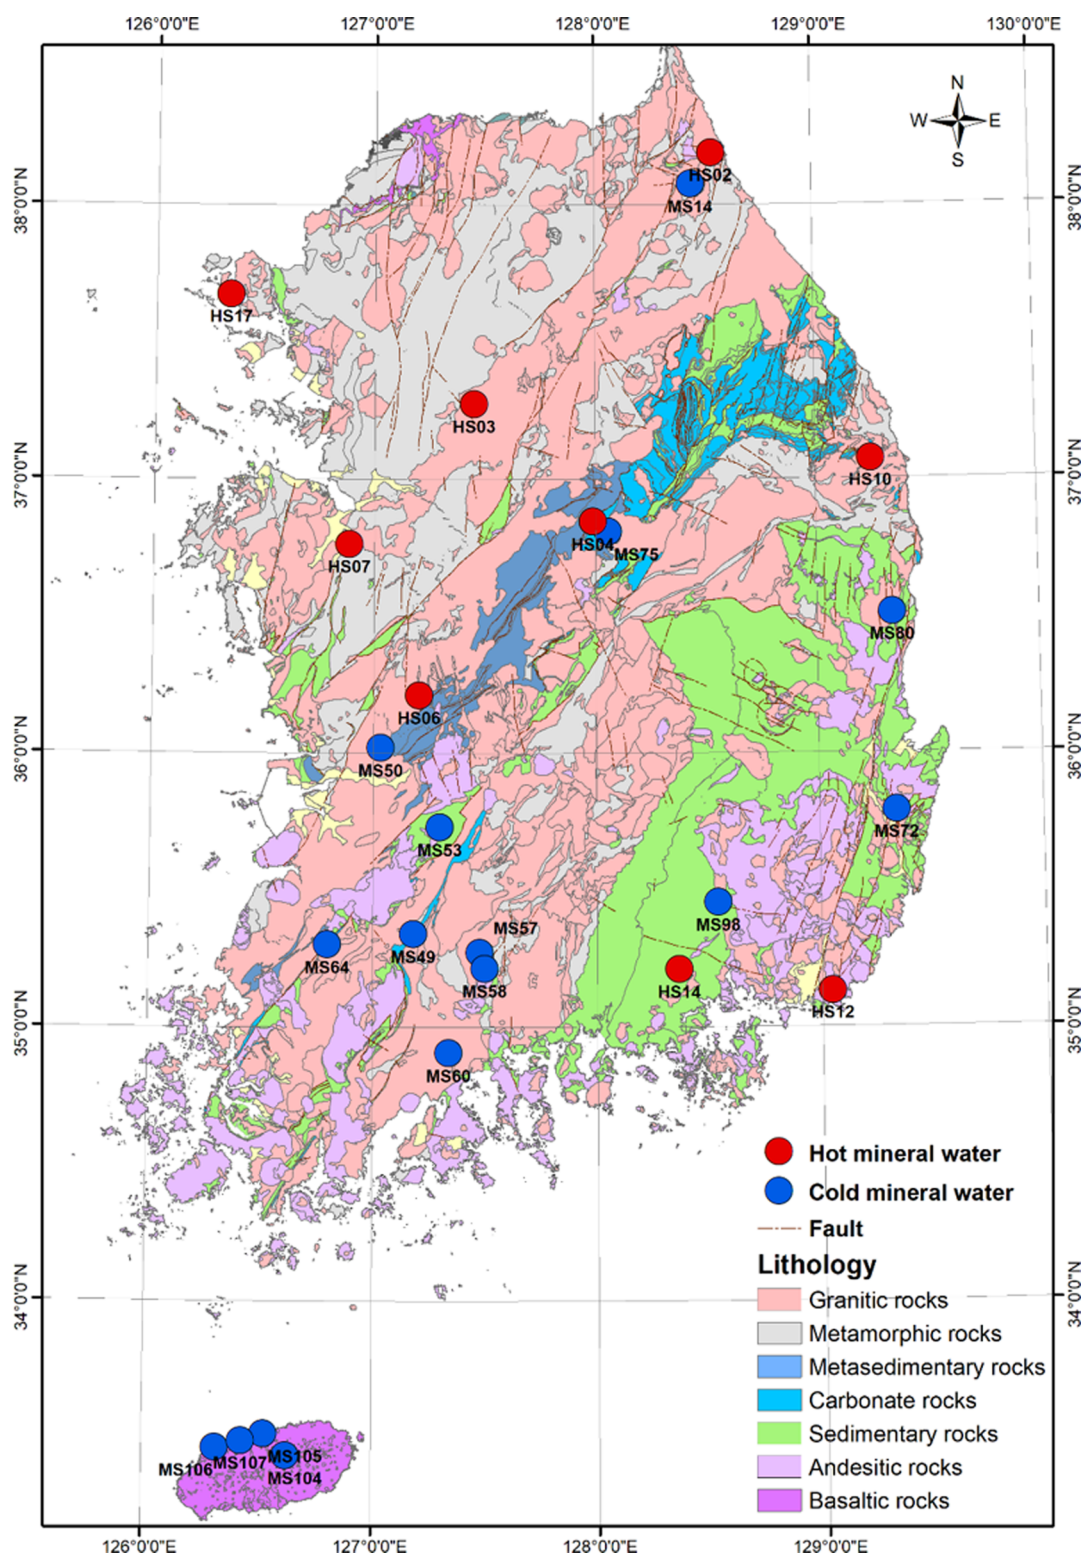 126°0'0"E 127°0'0"E 128°0'0"E 129°0'0"E 130°0'0"E
N
W E
S
38°0'0"N 38°0'0"N
HS02
MS14
HS17
HS03
37°0'0"N 37°0'0"N
HS10
HS04
MS75
HS07
MS80
HS06
36°0'0"N 36°0'0"N
MS50
MS72
MS53
MS98
MS57
MS49
MS64
MS58
HS14
HS12
35°0'0"N 35°0'0"N
MS60
Hot mineral water
Cold mineral water
Fault
Lithology
34°0'0"N 34°0'0"N
Granitic rocks
Metamorphic rocks
Metasedimentary rocks
Carbonate rocks
Sedimentary rocks
Andesitic rocks
Basaltic rocks
MS106 MS107 MS105
MS104
126°0'0"E 127°0'0"E 128°0'0"E 129°0'0"E